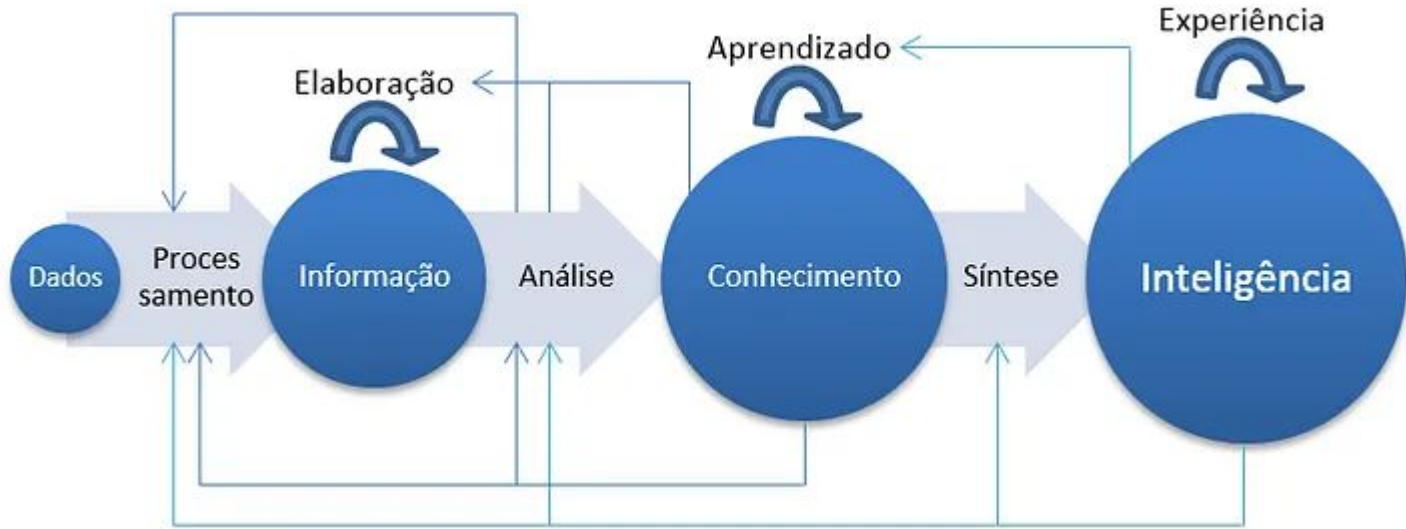 Experiência
Aprendizado
Elaboração
Dados
Proces
samento
Informação
Análise
Conhecimento
Síntese
Inteligência